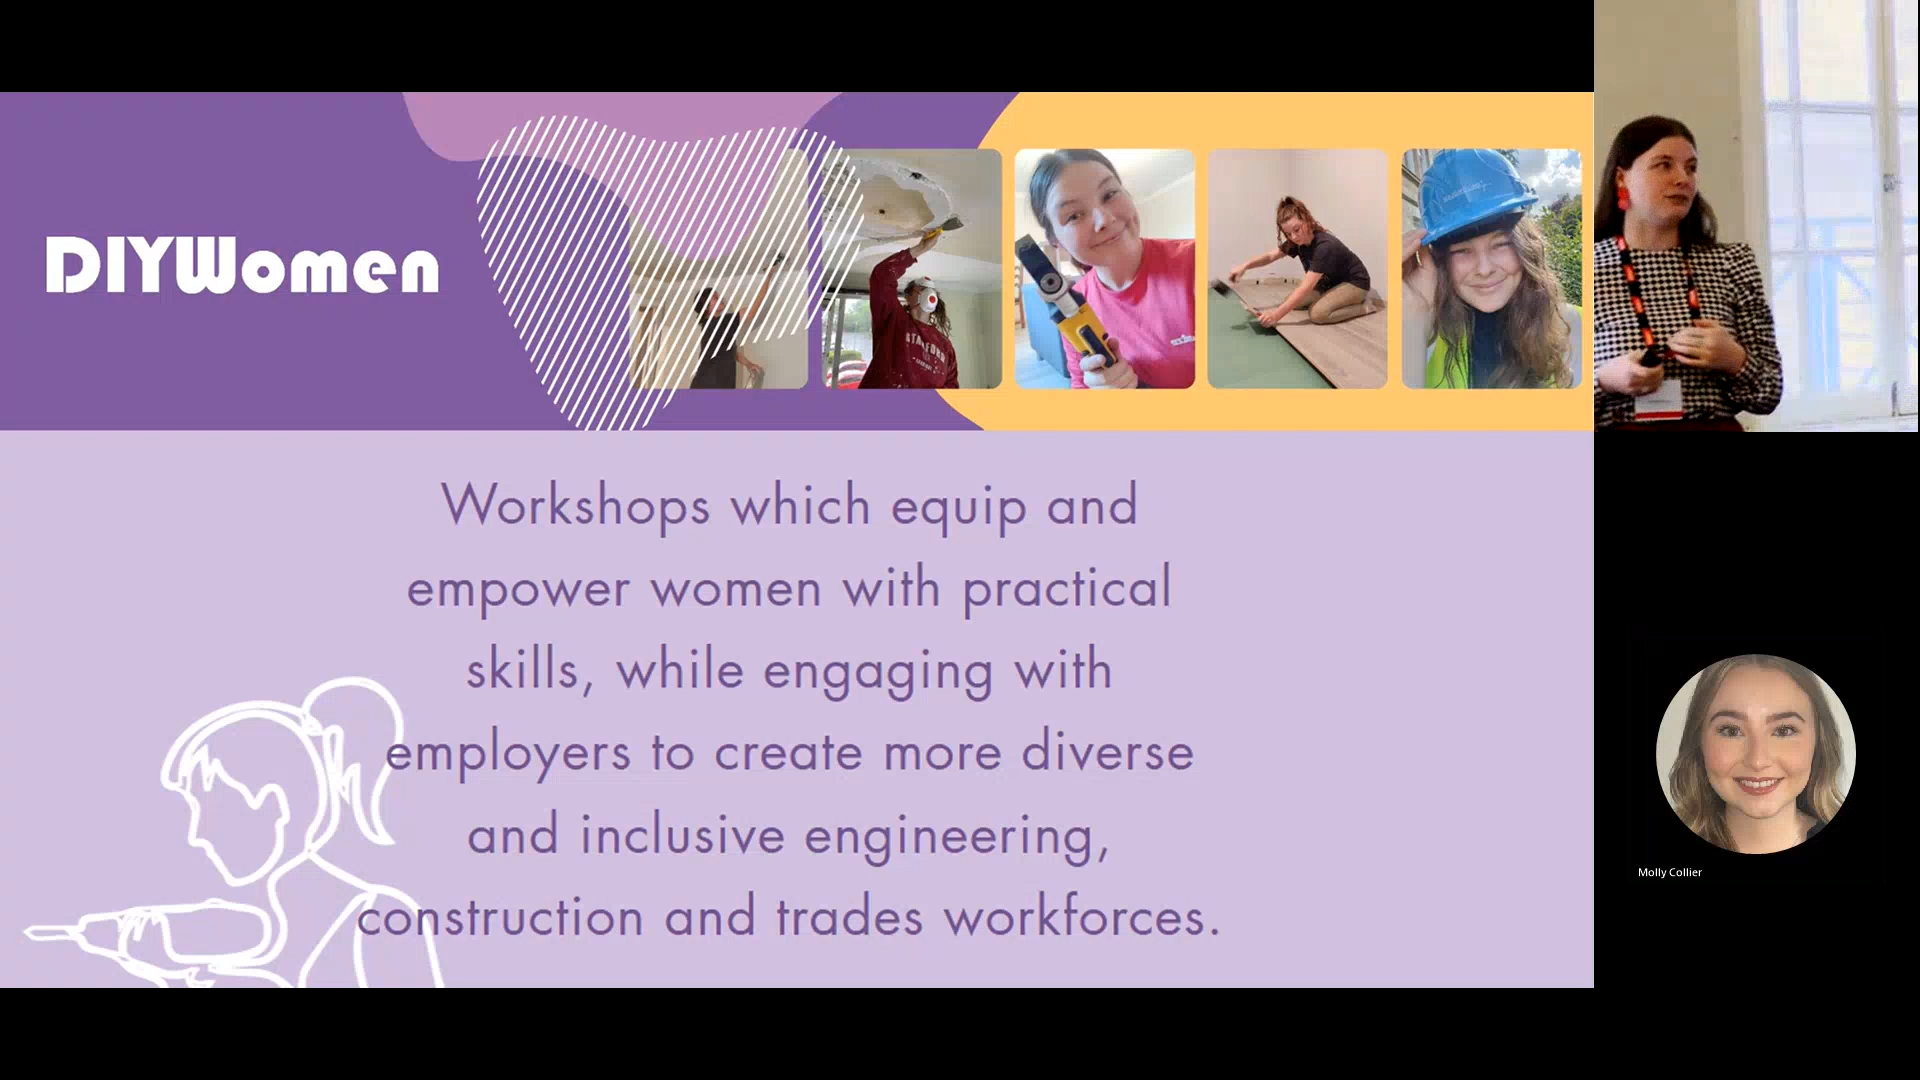 DIYWomen
Workshops which equip and
empower women with practical
skills, while engaging with
employers to create more diverse
and inclusive engineering,
construction and trades workforces.
Molly Collier